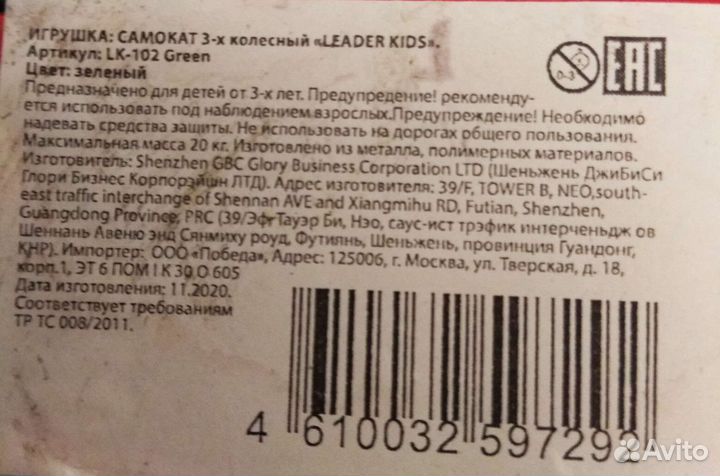 ИГРУШКА: САМОКАТ 3-х колесный «LEADER KIDS».
Артикул: LK-102 Green
Цвет: зеленый
Предназначено для детей от 3-х лет. Предупредение! рекоменду-
ется использовать под наблюдением взрослых.Предупреждение! Необходимо
надевать средства защиты. Не использовать на дорогах общего пользования.
Максимальная масса 20 кг. Изготовлено из металла, полимерных материалов.
Изготовитель: Shenzhen GBC Glory Business Corporation LTD (Шеньжень ДжиБиСи
Глори Бизнес Корпорэйшн ЛТД). Адрес изготовителя: 39/F, TOWER B, NEO,south-
east traffic interchange of Shennan AVE and Xiangmihu RD, Futian, Shenzhen,
Guangdong Province, PRC (39/Эф, Тауэр Би, Нэо, саус-ист трэфик интерченьдж ов
Шеннань Авеню энд Сянмиху роуд, Футиянь, Шеньжень, провинция Гуандонг,
КНР). Импортер: ООО «Победа», Адрес: 125006, г. Москва, ул. Тверская, д. 18,
корп.1, ЭТ 6 ПОМ I К 30 О 605
Дата изготовления: 11.2020.
Соответствует требованиям
ТР ТС 008/2011.
0-3
EAC
4 610032 597292
Avito